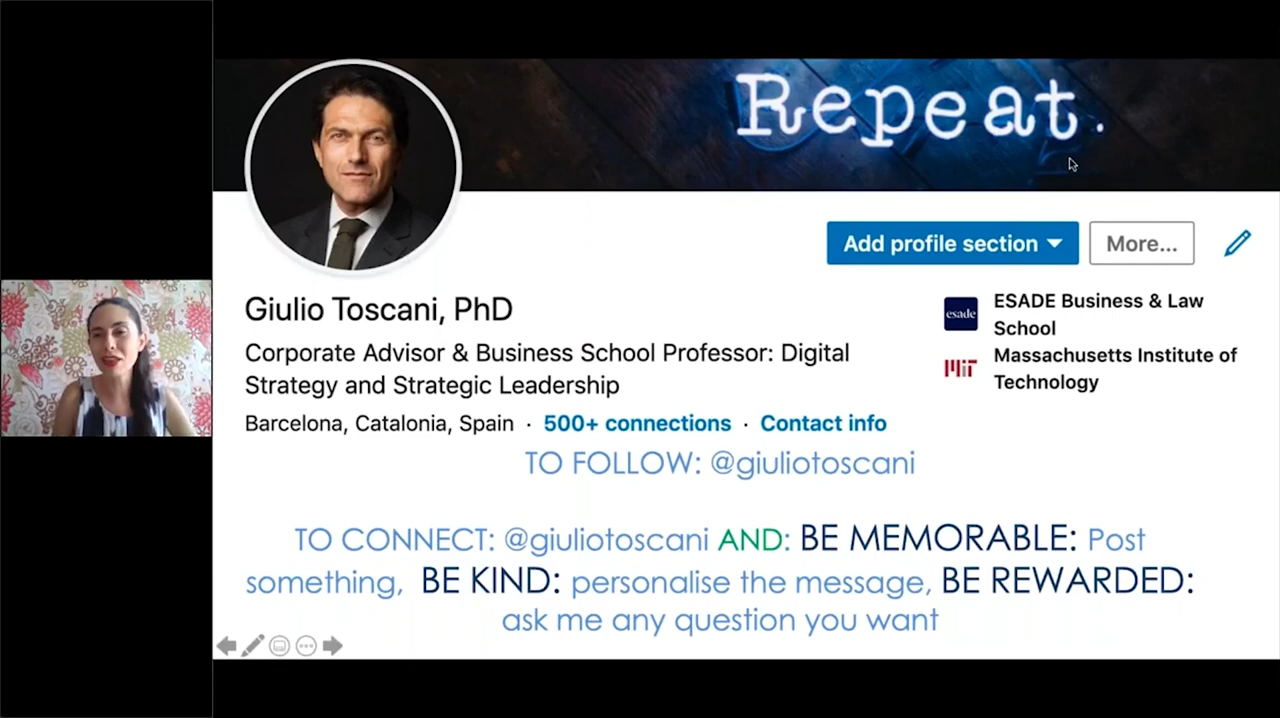 Repeat.
Add profile section
More...
Giulio Toscani, PhD
Corporate Advisor & Business School Professor: Digital
Strategy and Strategic Leadership
Barcelona, Catalonia, Spain · 500+ connections · Contact info
esade
ESADE Business & Law
School
MIT
Massachusetts Institute of
Technology
TO FOLLOW: @giuliotoscani
TO CONNECT: @giuliotoscani AND: BE MEMORABLE: Post
something, BE KIND: personalise the message, BE REWARDED:
ask me any question you want